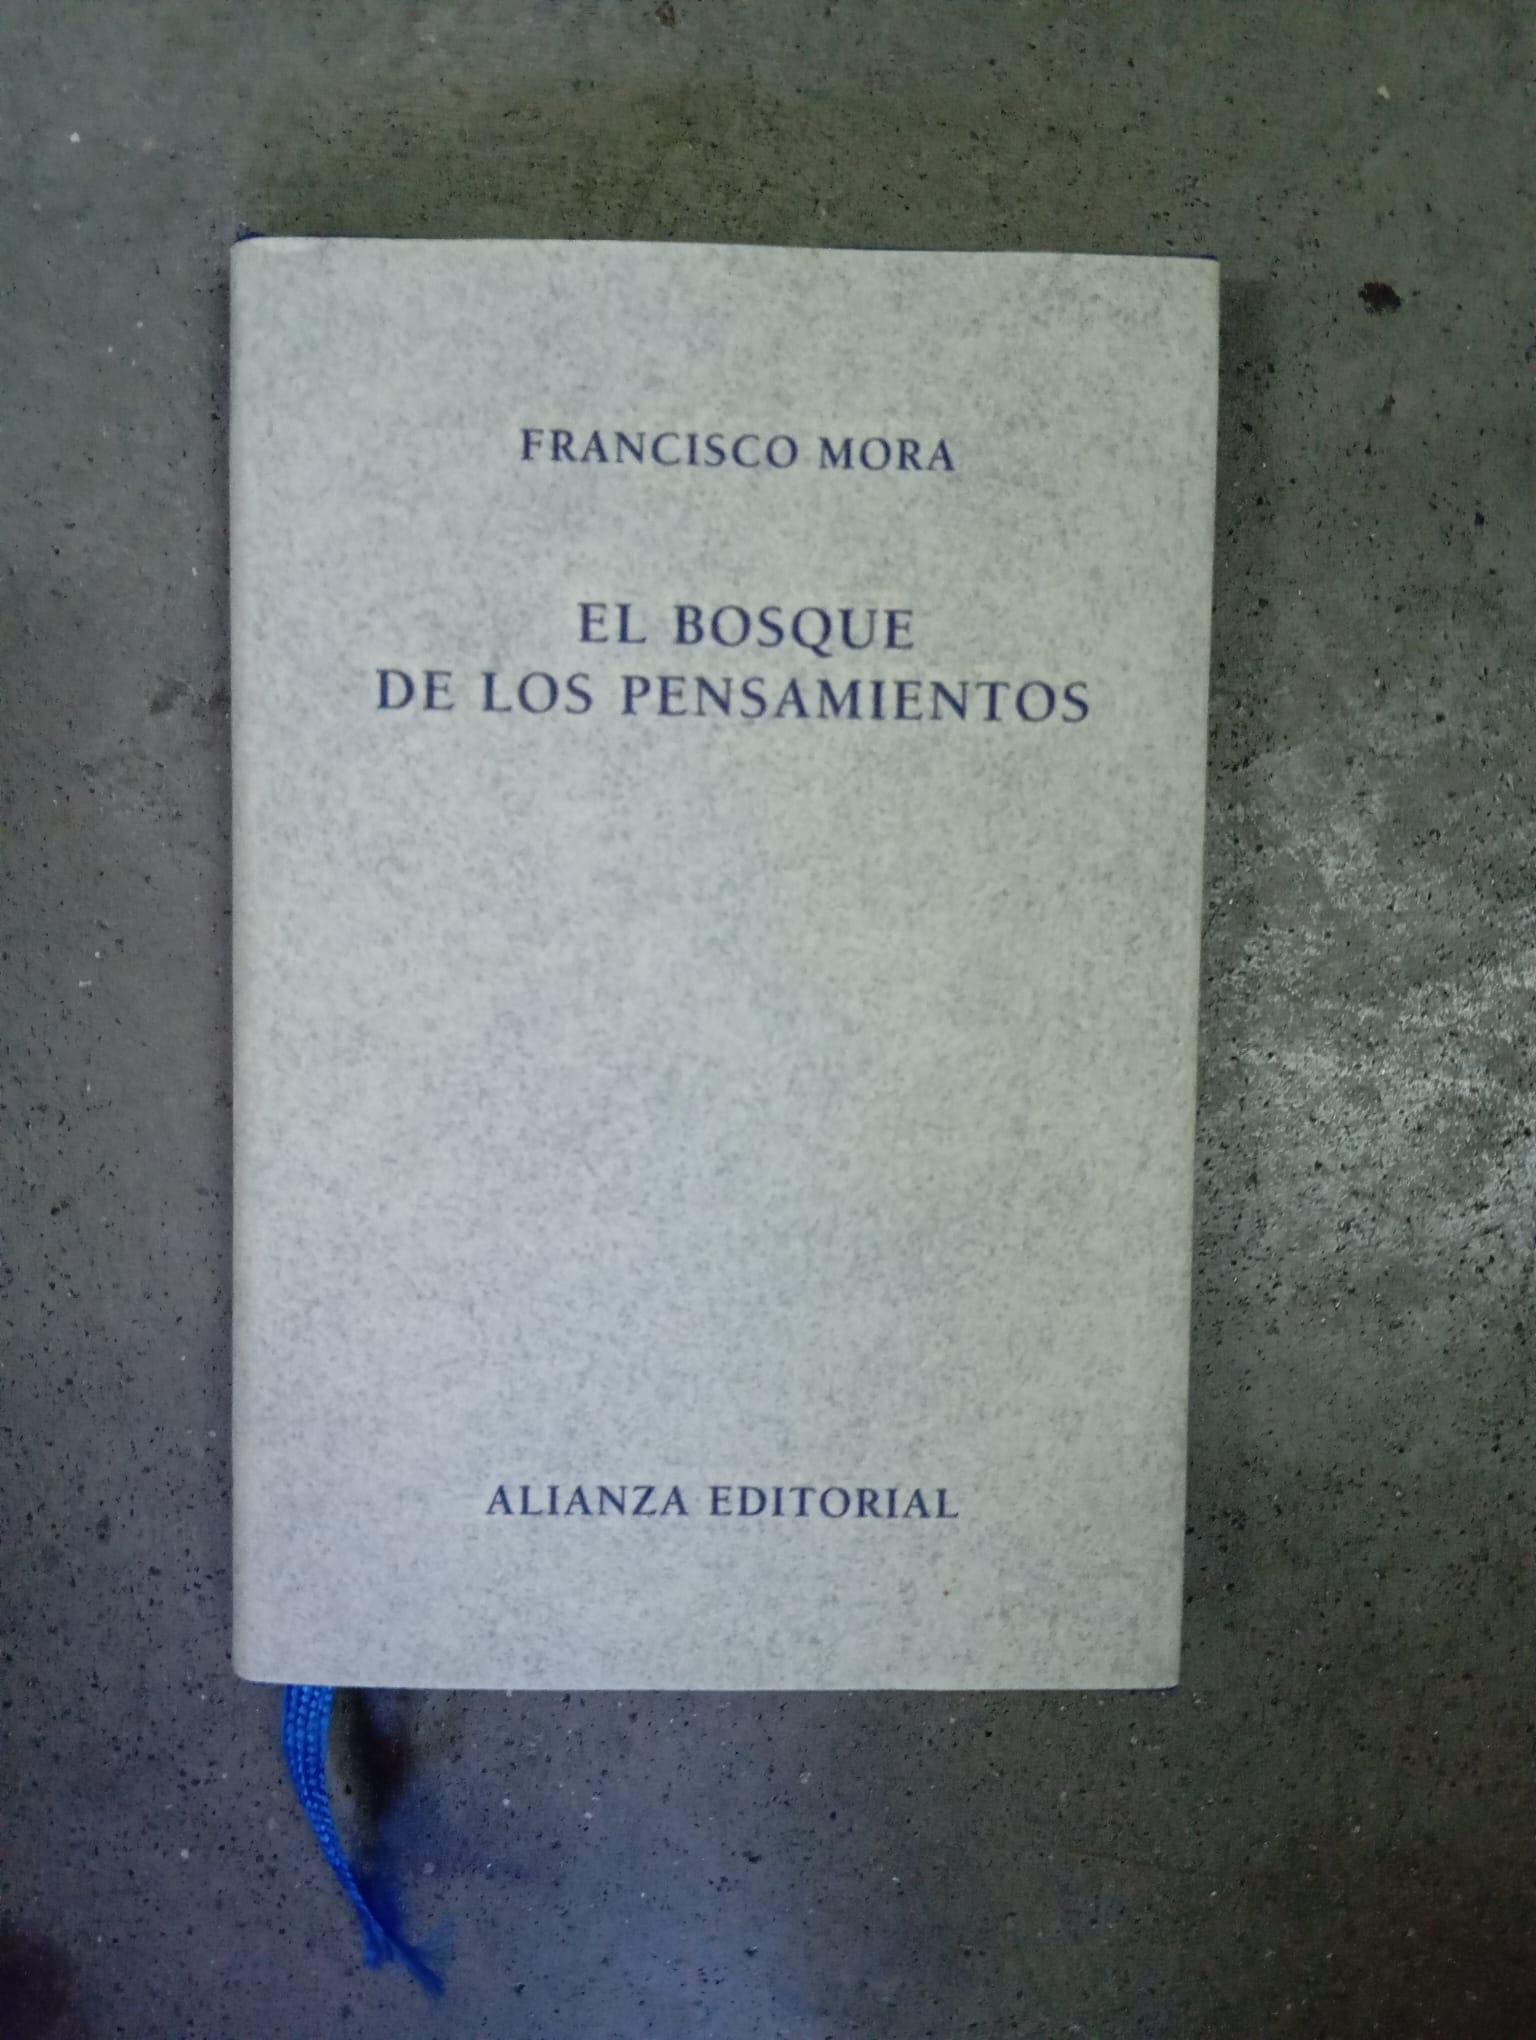 FRANCISCO MORA
EL BOSQUE
DE LOS PENSAMIENTOS
ALIANZA EDITORIAL